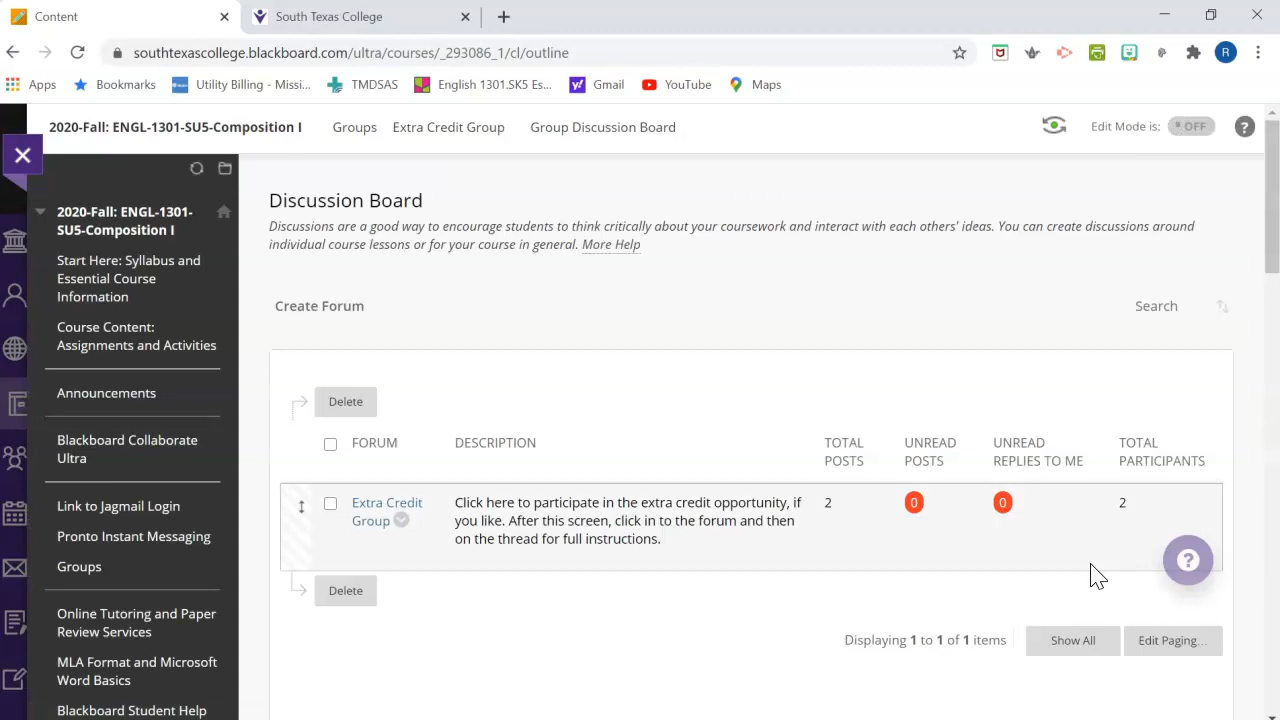 Content
South Texas College
southtexascollege.blackboard.com/ultra/courses/_293086_1/cl/outline
R
Apps
Bookmarks
Utility Billing - Missi...
TMDSAS
English 1301.SK5 Es...
Gmail
YouTube
Maps
2020-Fall: ENGL-1301-SU5-Composition I
Groups
Extra Credit Group
Group Discussion Board
Edit Mode is:
OFF
?
2020-Fall: ENGL-1301-
SU5-Composition I
Start Here: Syllabus and
Essential Course
Information
Course Content:
Assignments and Activities
Announcements
Blackboard Collaborate
Ultra
Link to Jagmail Login
Pronto Instant Messaging
Groups
Online Tutoring and Paper
Review Services
MLA Format and Microsoft
Word Basics
Blackboard Student Help
Discussion Board
Discussions are a good way to encourage students to think critically about your coursework and interact with each others' ideas. You can create discussions around
individual course lessons or for your course in general. More Help
Create Forum
Search
Delete
FORUM
DESCRIPTION
TOTAL
POSTS
UNREAD
POSTS
UNREAD
REPLIES TO ME
TOTAL
PARTICIPANTS
Extra Credit
Group
Click here to participate in the extra credit opportunity, if
you like. After this screen, click in to the forum and then
on the thread for full instructions.
2
0
0
2
?
Delete
Displaying 1 to 1 of 1 items
Show All
Edit Paging...